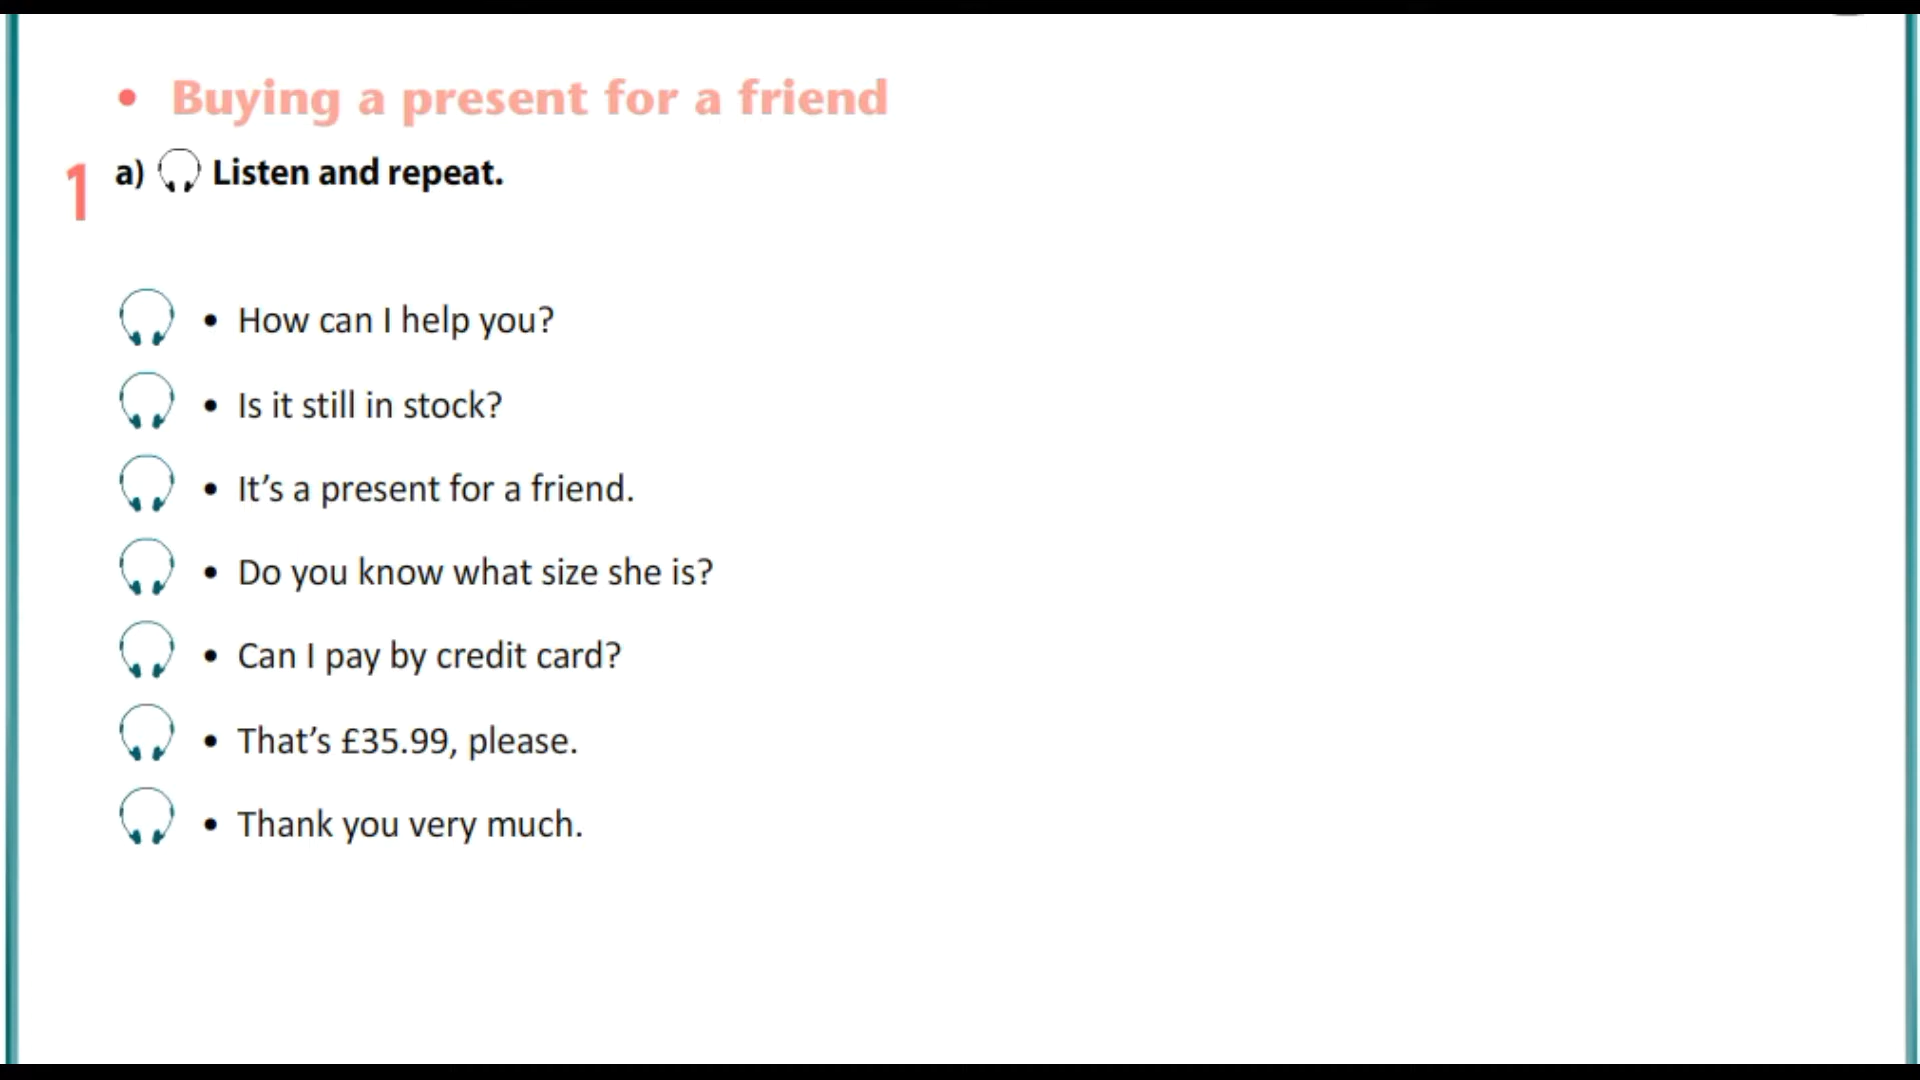 • Buying a present for a friend
1 a) Listen and repeat.
• How can I help you?
• Is it still in stock?
• It’s a present for a friend.
• Do you know what size she is?
• Can I pay by credit card?
• That’s £35.99, please.
• Thank you very much.